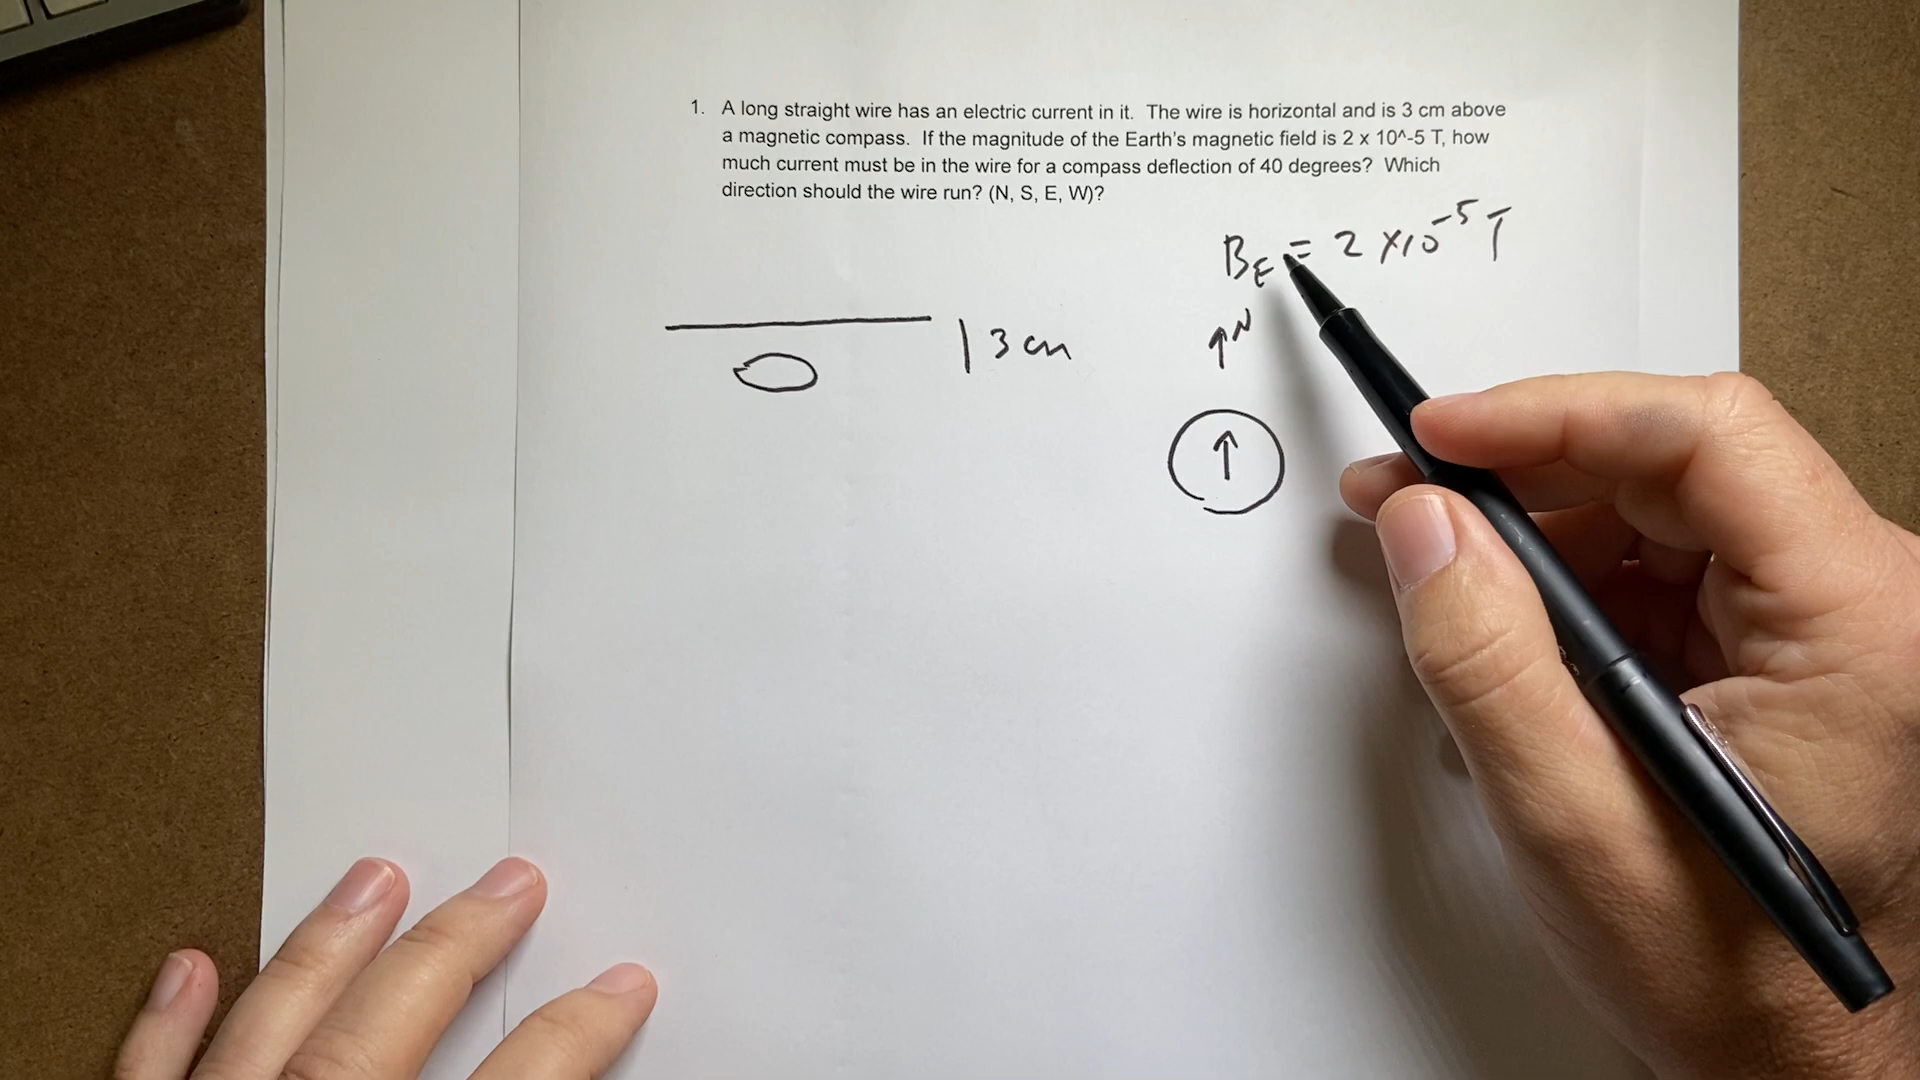 1. A long straight wire has an electric current in it. The wire is horizontal and is 3 cm above
a magnetic compass. If the magnitude of the Earth's magnetic field is 2 x 10^-5 T, how
much current must be in the wire for a compass deflection of 40 degrees? Which
direction should the wire run? (N, S, E, W)?
B_E = 2 ×10^-5 T
3 cm
N